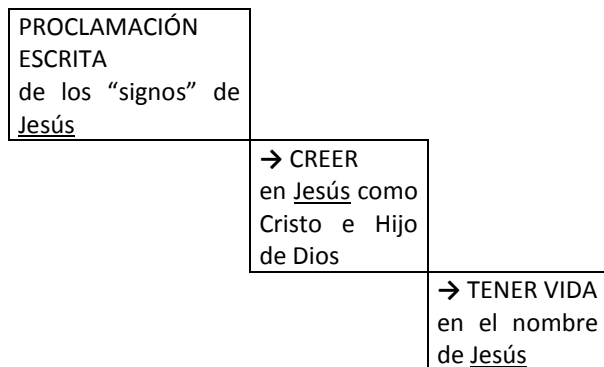 PROCLAMACIÓN
ESCRITA
de los “signos” de
Jesús
→ CREER
en Jesús como
Cristo e Hijo
de Dios
→ TENER VIDA
en el nombre
de Jesús